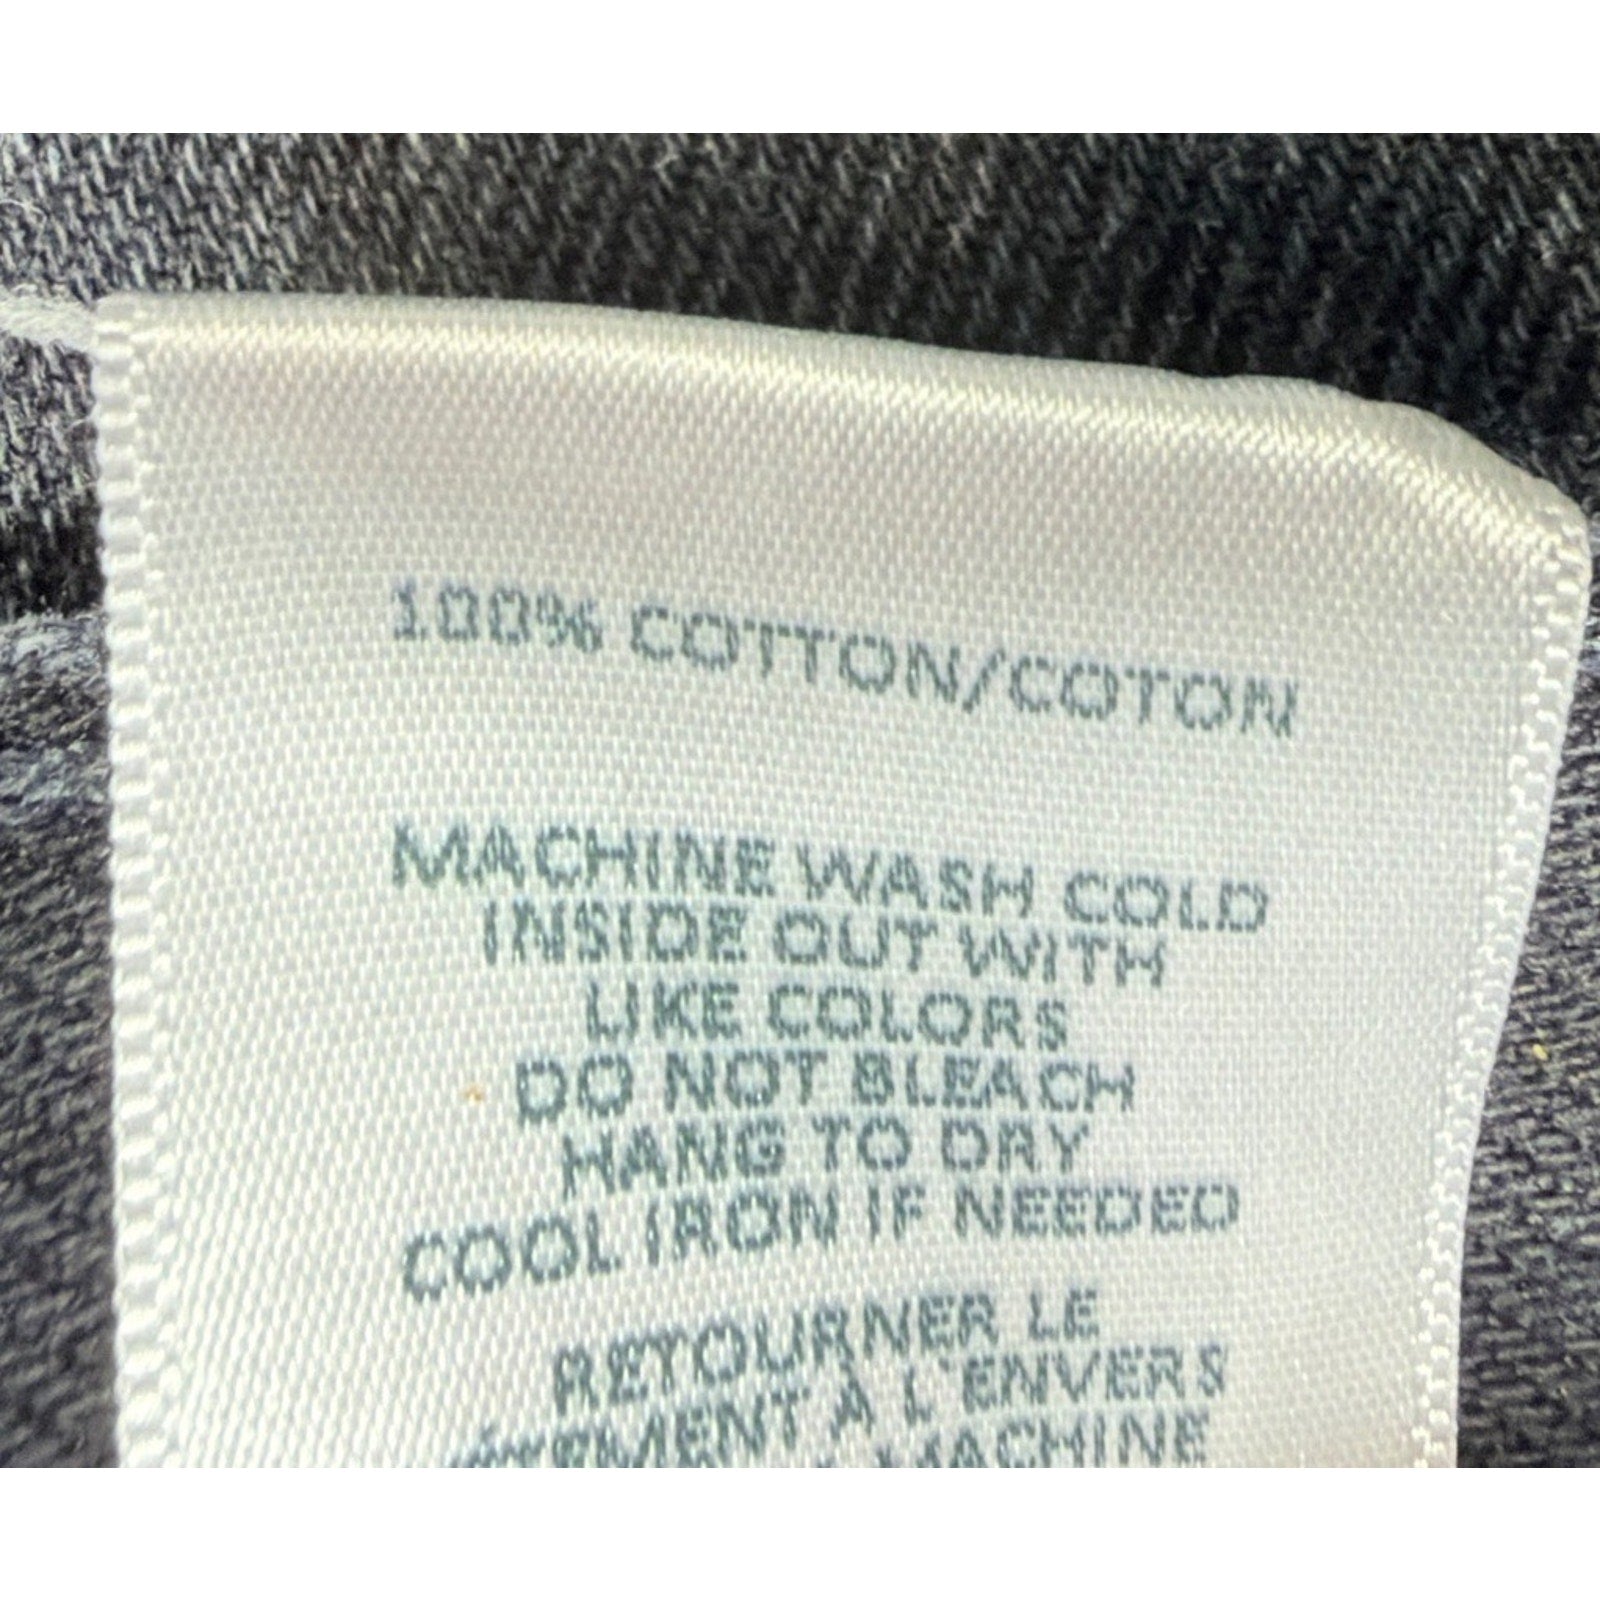 100% COTTON/COTON
MACHINE WASH COLD
INSIDE OUT WITH
LIKE COLORS
DO NOT BLEACH
HANG TO DRY
COOL IRON IF NEEDED
RETOURNER LE
VÊTEMENT À L'ENVERS
MACHINE